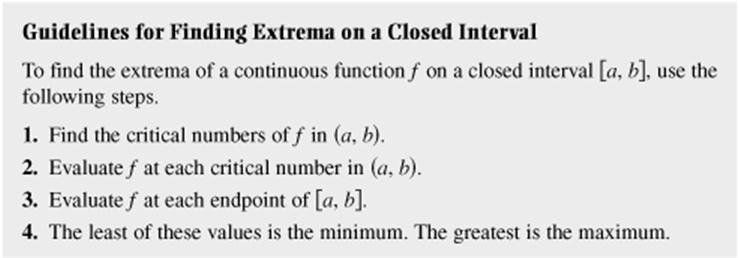 Guidelines for Finding Extrema on a Closed Interval
To find the extrema of a continuous function f on a closed interval [a, b], use the
following steps.
1. Find the critical numbers of f in (a, b).
2. Evaluate f at each critical number in (a, b).
3. Evaluate f at each endpoint of [a, b].
4. The least of these values is the minimum. The greatest is the maximum.